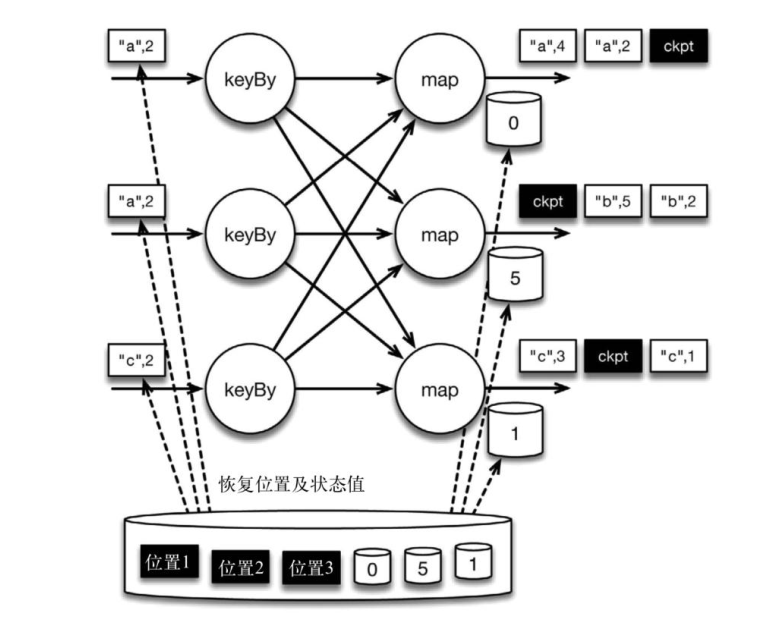 "a",2
keyBy
map
"a",4 "a",2 ckpt
0
"a",2
keyBy
map
ckpt "b",5 "b",2
5
"c",2
keyBy
map
"c",3 ckpt "c",1
1
恢复位置及状态值
位置1 位置2 位置3 0 5 1